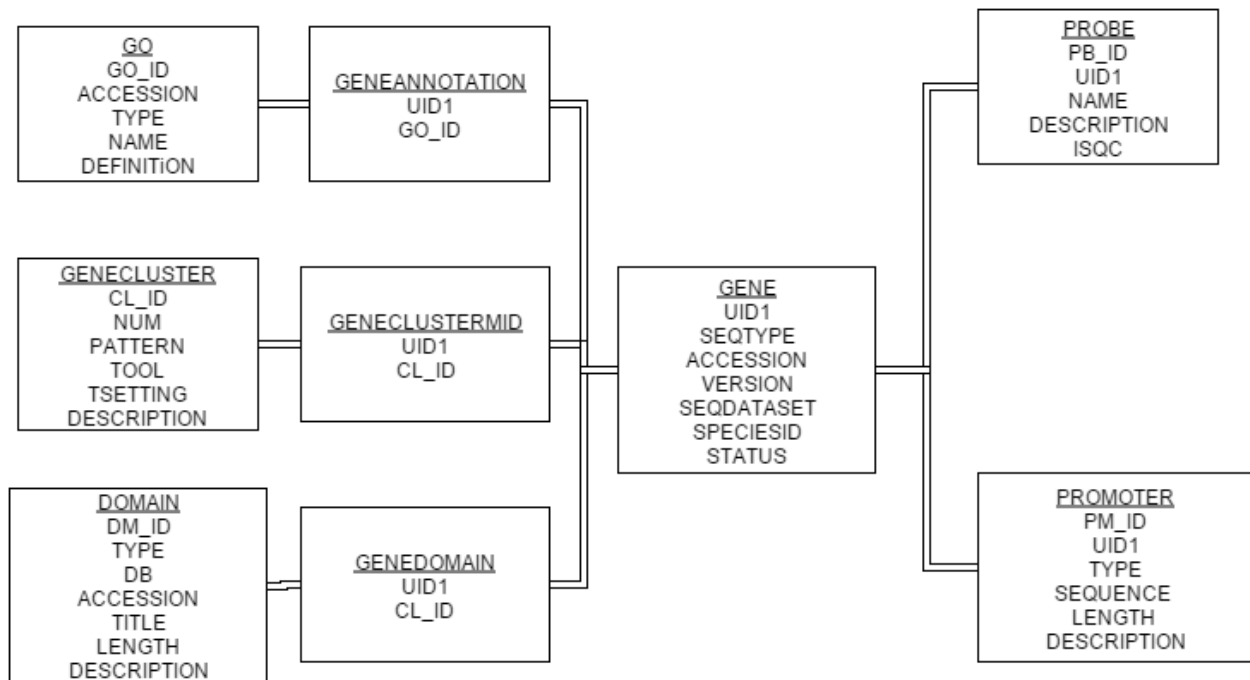 GO
GO_ID
ACCESSION
TYPE
NAME
DEFINITiON
GENEANNOTATION
UID1
GO_ID
GENECLUSTER
CL_ID
NUM
PATTERN
TOOL
TSETTING
DESCRIPTION
GENECLUSTERMID
UID1
CL_ID
DOMAIN
DM_ID
TYPE
DB
ACCESSION
TITLE
LENGTH
DESCRIPTION
GENEDOMAIN
UID1
CL_ID
GENE
UID1
SEQTYPE
ACCESSION
VERSION
SEQDATASET
SPECIESID
STATUS
PROBE
PB_ID
UID1
NAME
DESCRIPTION
ISQC
PROMOTER
PM_ID
UID1
TYPE
SEQUENCE
LENGTH
DESCRIPTION